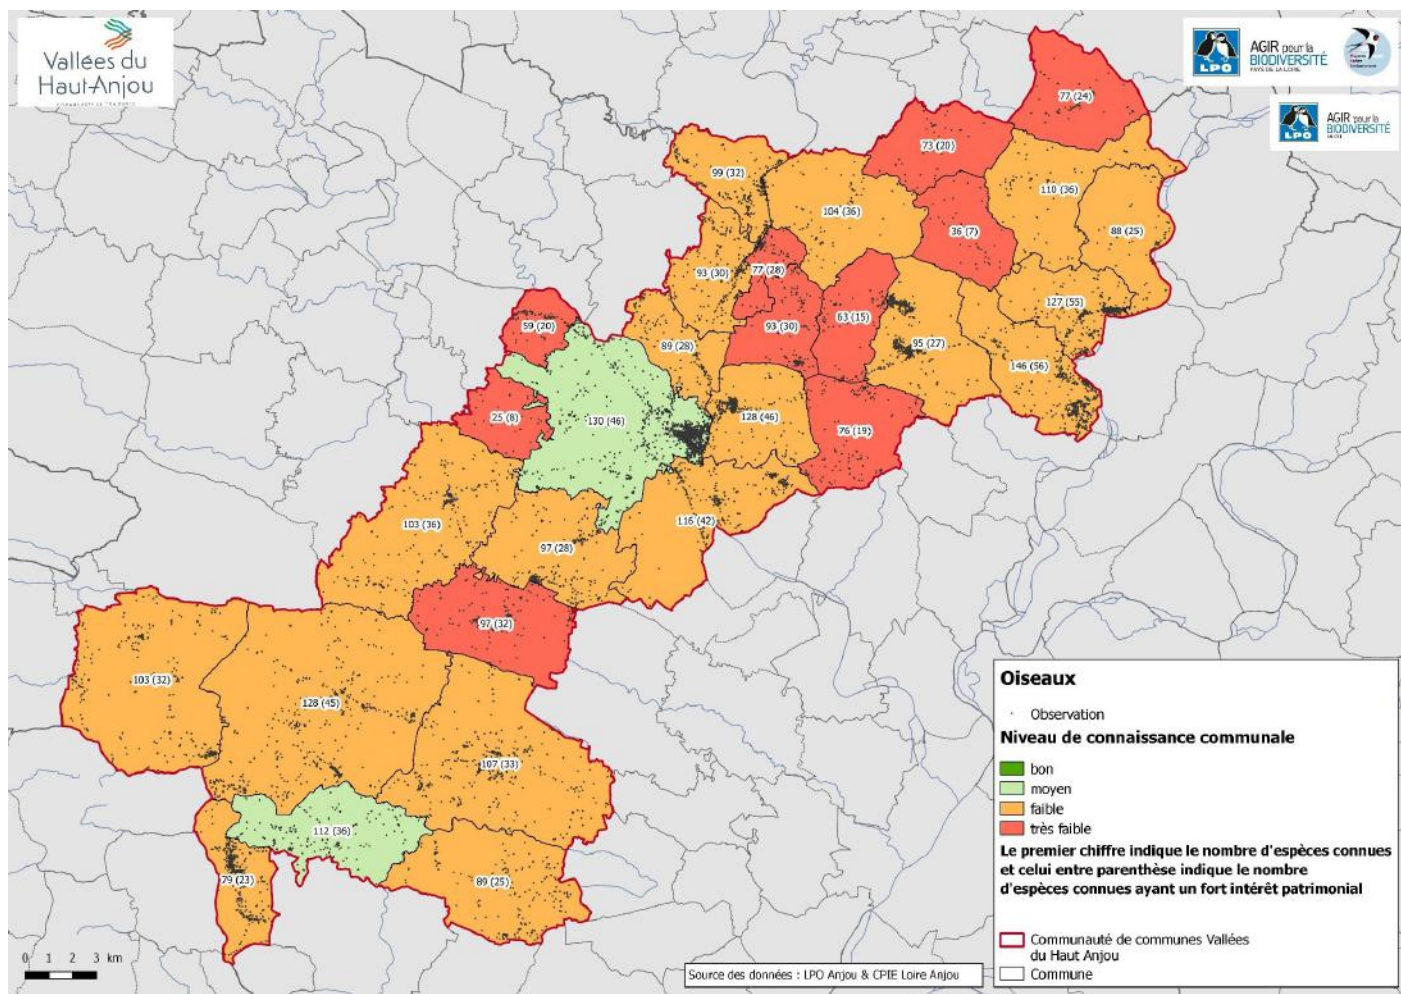 Vallées du
Haut-Anjou
LPO
AGIR pour la
BIODIVERSITÉ
PAYS DE LA LOIRE
LPO
AGIR pour la
BIODIVERSITÉ
77 (24)
73 (20)
99 (32)
110 (36)
104 (36)
88 (25)
36 (7)
77 (28)
93 (30)
127 (55)
63 (15)
59 (20)
93 (30)
89 (28)
95 (27)
146 (56)
25 (8)
130 (46)
128 (46)
76 (19)
103 (36)
116 (42)
97 (28)
97 (32)
103 (32)
128 (45)
107 (33)
112 (36)
79 (23)
89 (25)
Oiseaux
Observation
Niveau de connaissance communale
bon
moyen
faible
très faible
Le premier chiffre indique le nombre d'espèces connues
et celui entre parenthèse indique le nombre
d'espèces connues ayant un fort intérêt patrimonial
Communauté de communes Vallées
du Haut Anjou
Commune
0 1 2 3 km
Source des données : LPO Anjou & CPIE Loire Anjou